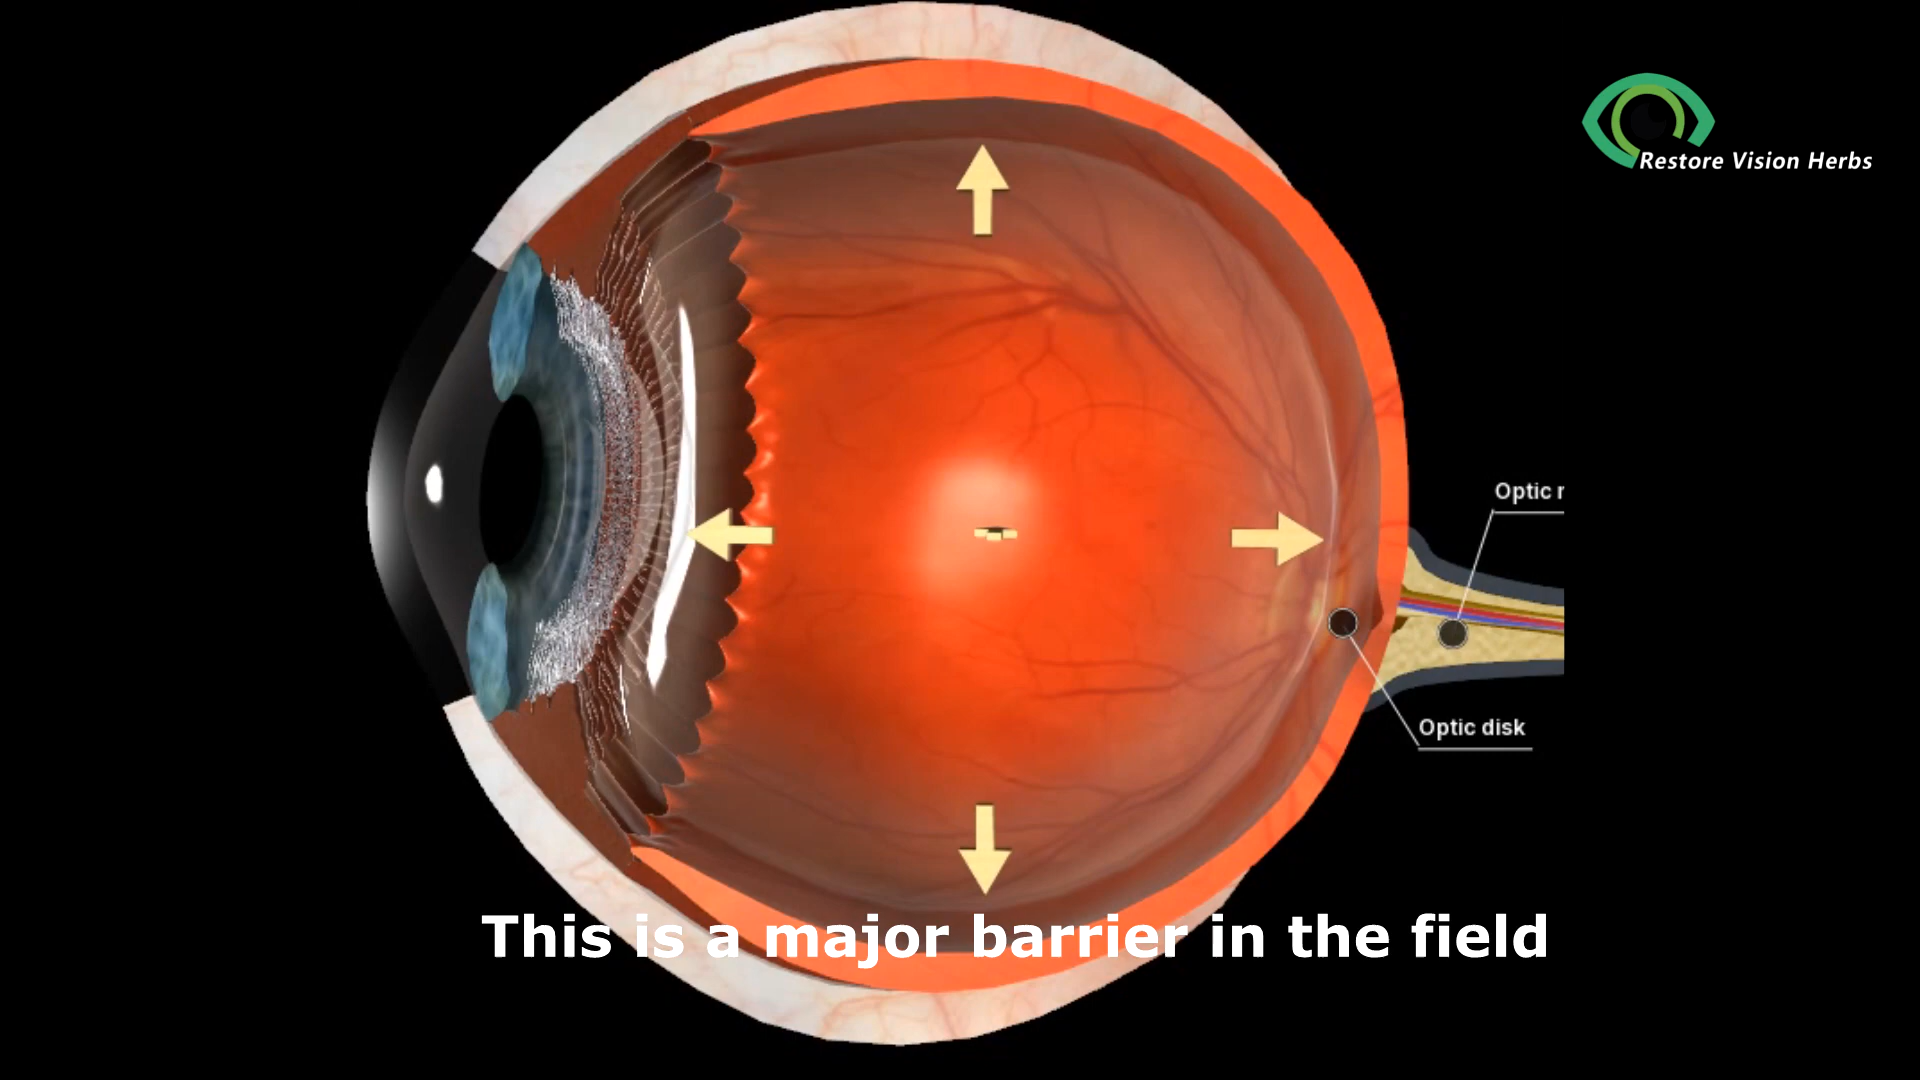 Restore Vision Herbs
Optic
Optic disk
This is a major barrier in the field